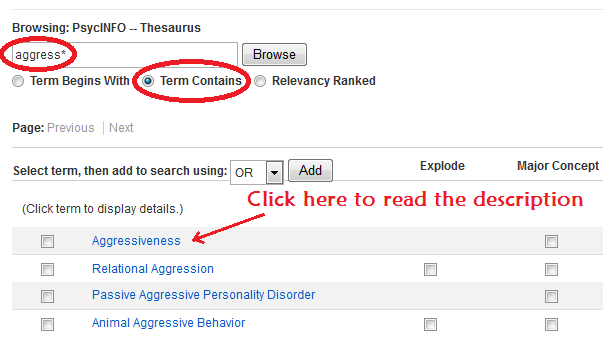 Browsing: PsycINFO -- Thesaurus
aggress* Browse
Term Begins With Term Contains Relevancy Ranked
Page: Previous | Next
Select term, then add to search using: OR Add Explode Major Concept
Click here to read the description
(Click term to display details.)
Aggressiveness
Relational Aggression
Passive Aggressive Personality Disorder
Animal Aggressive Behavior